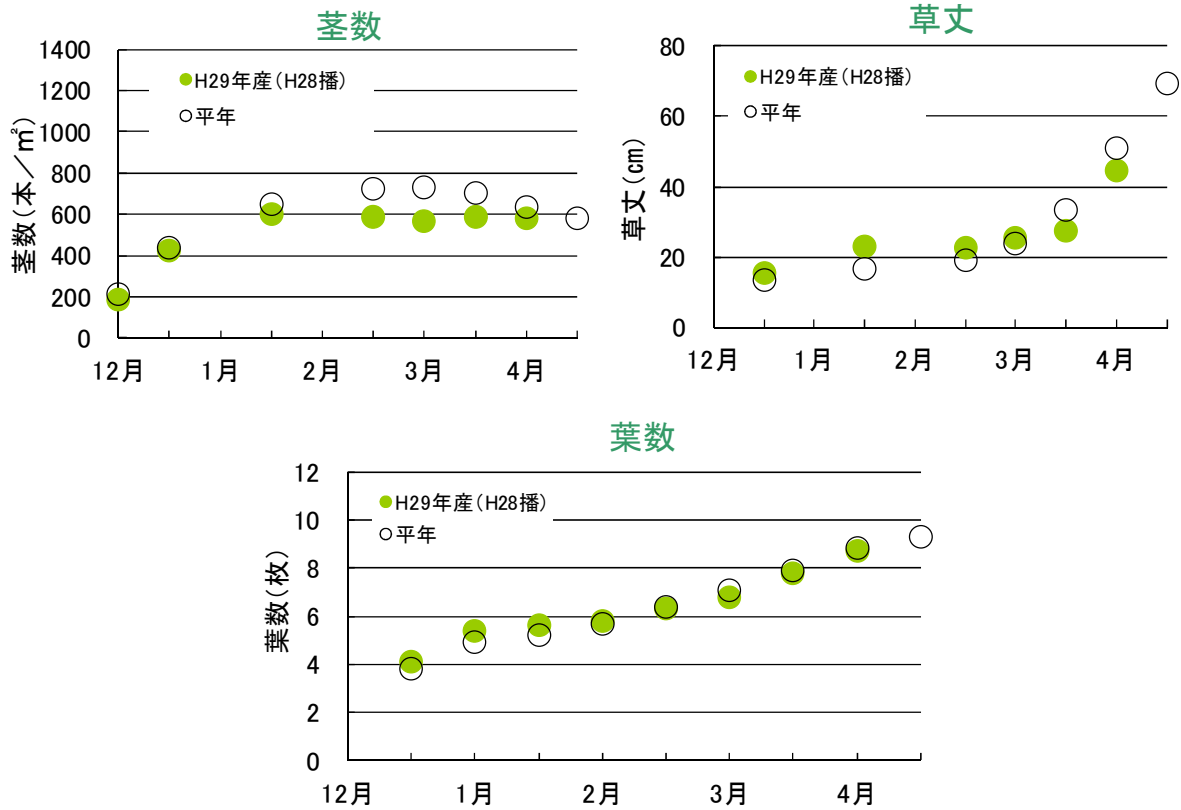 茎数
1400
1200
1000
800
600
400
200
0
茎数(本／㎡)
●H29年産(H28播)
○平年
12月 1月 2月 3月 4月
草丈
80
60
40
20
0
草丈(cm)
●H29年産(H28播)
○平年
12月 1月 2月 3月 4月
葉数
12
10
8
6
4
2
0
葉数(枚)
●H29年産(H28播)
○平年
12月 1月 2月 3月 4月